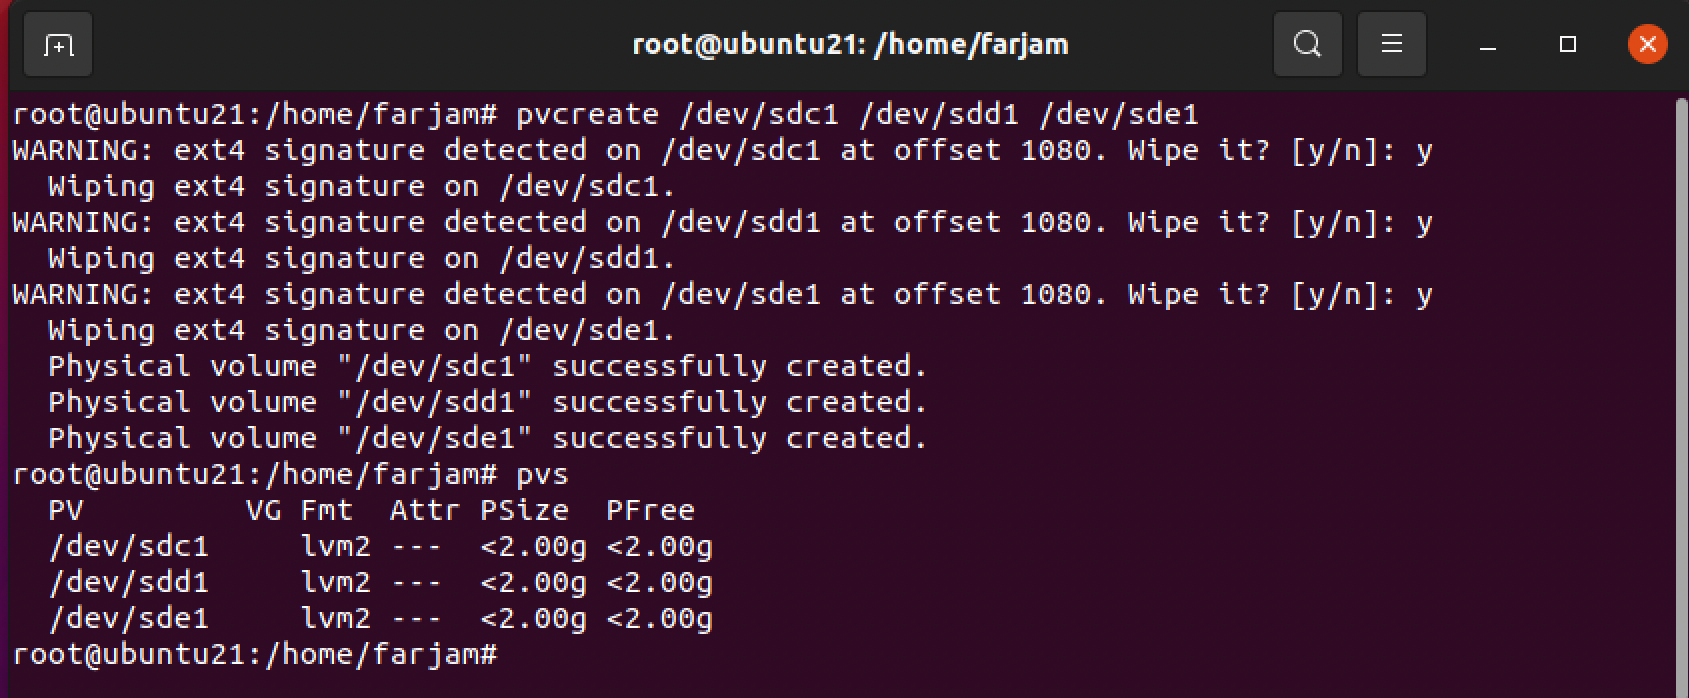 root@ubuntu21: /home/farjam
root@ubuntu21:/home/farjam# pvcreate /dev/sdc1 /dev/sdd1 /dev/sde1
WARNING: ext4 signature detected on /dev/sdc1 at offset 1080. Wipe it? [y/n]: y
  Wiping ext4 signature on /dev/sdc1.
WARNING: ext4 signature detected on /dev/sdd1 at offset 1080. Wipe it? [y/n]: y
  Wiping ext4 signature on /dev/sdd1.
WARNING: ext4 signature detected on /dev/sde1 at offset 1080. Wipe it? [y/n]: y
  Wiping ext4 signature on /dev/sde1.
  Physical volume "/dev/sdc1" successfully created.
  Physical volume "/dev/sdd1" successfully created.
  Physical volume "/dev/sde1" successfully created.
root@ubuntu21:/home/farjam# pvs
  PV         VG Fmt  Attr PSize  PFree
  /dev/sdc1     lvm2 ---  <2.00g <2.00g
  /dev/sdd1     lvm2 ---  <2.00g <2.00g
  /dev/sde1     lvm2 ---  <2.00g <2.00g
root@ubuntu21:/home/farjam#